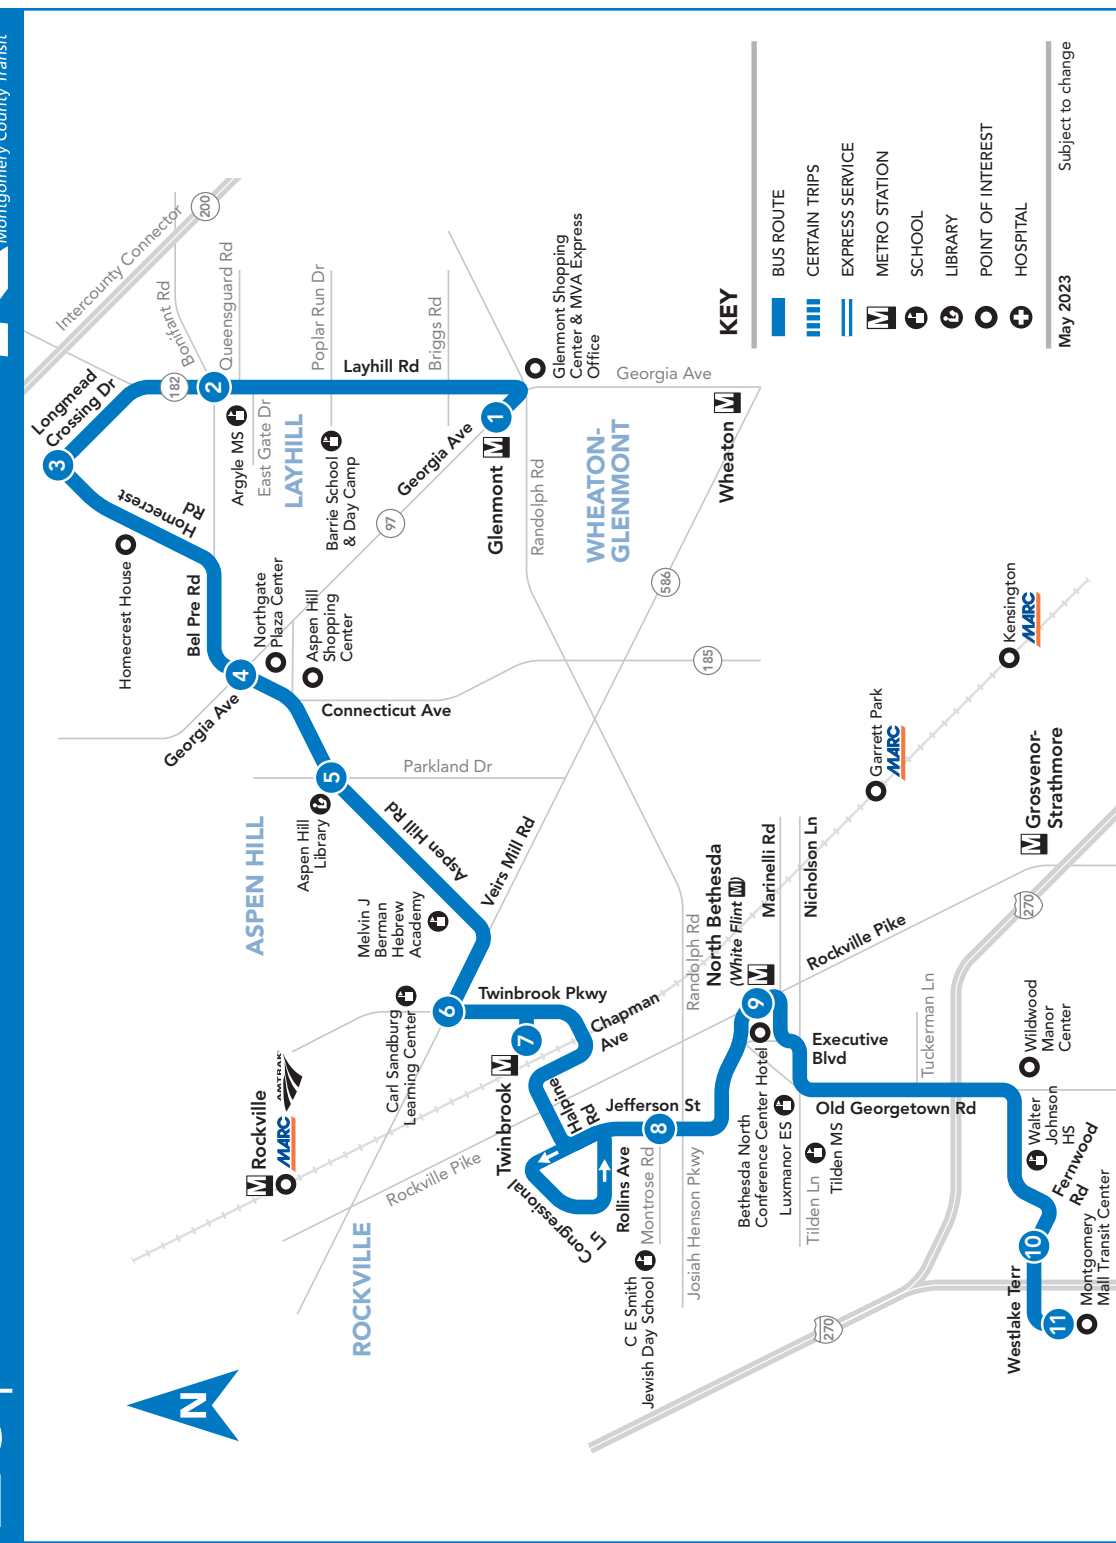 Montgomery County Transit
Intercounty Connector
200
Bonifant Rd
Queensguard Rd
Poplar Run Dr
Briggs Rd
Layhill Rd
182
Longmead
Crossing Dr
3
2
Argyle MS
East Gate Dr
LAYHILL
Barrie School
& Day Camp
Georgia Ave
97
1
Glenmont
M
Glenmont Shopping
Center & MVA Express
Office
Georgia Ave
Randolph Rd
WHEATON-
GLENMONT
Wheaton
M
586
185
Homecrest
Rd
Homecrest House
Bel Pre Rd
Northgate
Plaza Center
Aspen Hill
Shopping
Center
4
Georgia Ave
Connecticut Ave
5
Parkland Dr
Aspen Hill
Library
ASPEN HILL
Aspen Hill Rd
Veirs Mill Rd
Melvin J
Berman
Hebrew
Academy
Carl Sandburg
Learning Center
6
Twinbrook Pkwy
7
Twinbrook
M
Chapman
Ave
Halpine
Rd
M
Rockville
MARC
AMTRAK
Rockville Pike
ROCKVILLE
Congressional
Ln
Rollins Ave
Jefferson St
8
Montrose Rd
C E Smith
Jewish Day School
Josiah Henson Pkwy
Randolph Rd
North Bethesda
(White Flint M)
M
9
Marinelli Rd
Nicholson Ln
Rockville Pike
Bethesda North
Conference Center Hotel
Luxmanor ES
Tilden Ln
Tilden MS
Executive
Blvd
Old Georgetown Rd
Tuckerman Ln
Wildwood
Manor
Center
Walter
Johnson
HS
Fernwood
Rd
10
Westlake Terr
11
Montgomery
Mall Transit Center
270
270
M
Grosvenor-
Strathmore
Garrett Park
MARC
Kensington
MARC
N
KEY
BUS ROUTE
CERTAIN TRIPS
EXPRESS SERVICE
M
METRO STATION
SCHOOL
LIBRARY
POINT OF INTEREST
HOSPITAL
May 2023
Subject to change